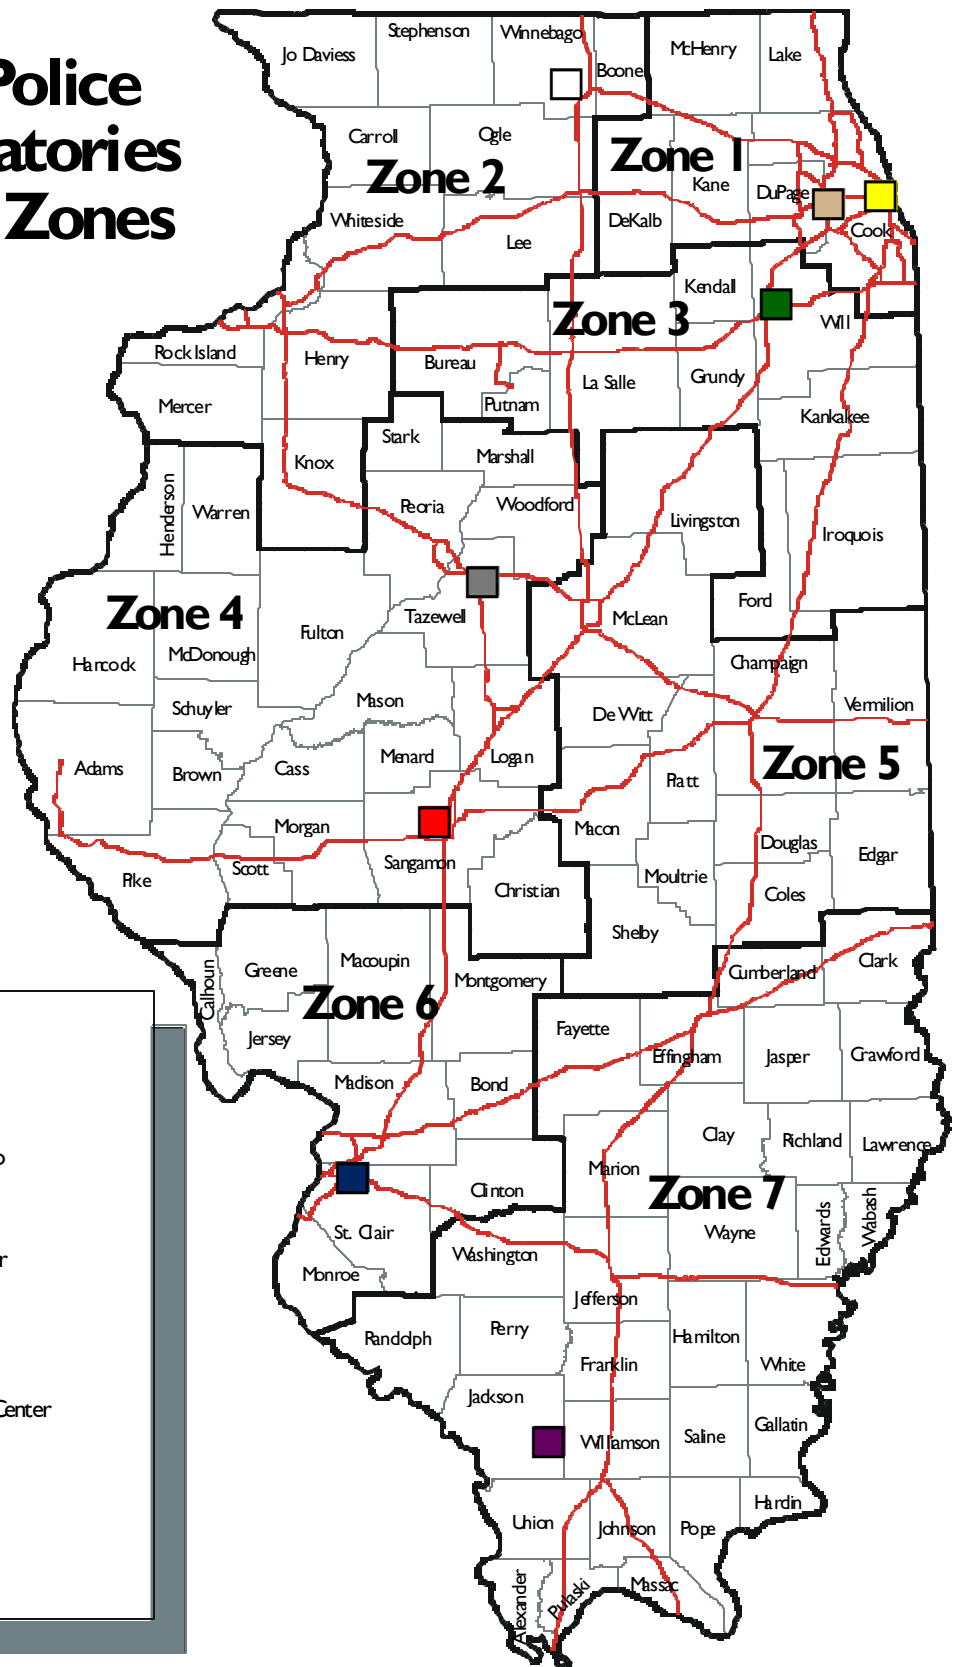 Police
atories
Zones
Stephenson
Winnebago
Jo Daviess
McHenry
Lake
Boone
Carroll
Ogle
Zone 1
Zone 2
Kane
DuPage
Whiteside
DeKalb
Cook
Lee
Kendall
Zone 3
Will
Rock Island
Henry
Bureau
Grundy
La Salle
Mercer
Putnam
Kankakee
Stark
Marshall
Knox
Henderson
Warren
Peoria
Woodford
Livingston
Iroquois
Zone 4
Ford
Tazewell
McLean
Fulton
Hancock
McDonough
Champaign
Mason
Schuyler
De Witt
Vermilion
Menard
Logan
Zone 5
Adams
Brown
Cass
Piatt
Morgan
Macon
Douglas
Edgar
Sangamon
Scott
Pike
Moultrie
Christian
Coles
Shelby
Macoupin
Clark
Greene
Cumberland
Montgomery
Calhoun
Zone 6
Fayette
Jersey
Effingham
Jasper
Crawford
Madison
Bond
Clay
Richland
Lawrence
Marion
Clinton
Zone 7
Wabash
Edwards
St. Clair
Wayne
Washington
Monroe
r
Jefferson
Perry
Randolph
Hamilton
Franklin
White
Jackson
Center
Gallatin
Williamson
Saline
Hardin
Union
Johnson
Pope
Massac
Pulaski
Alexander